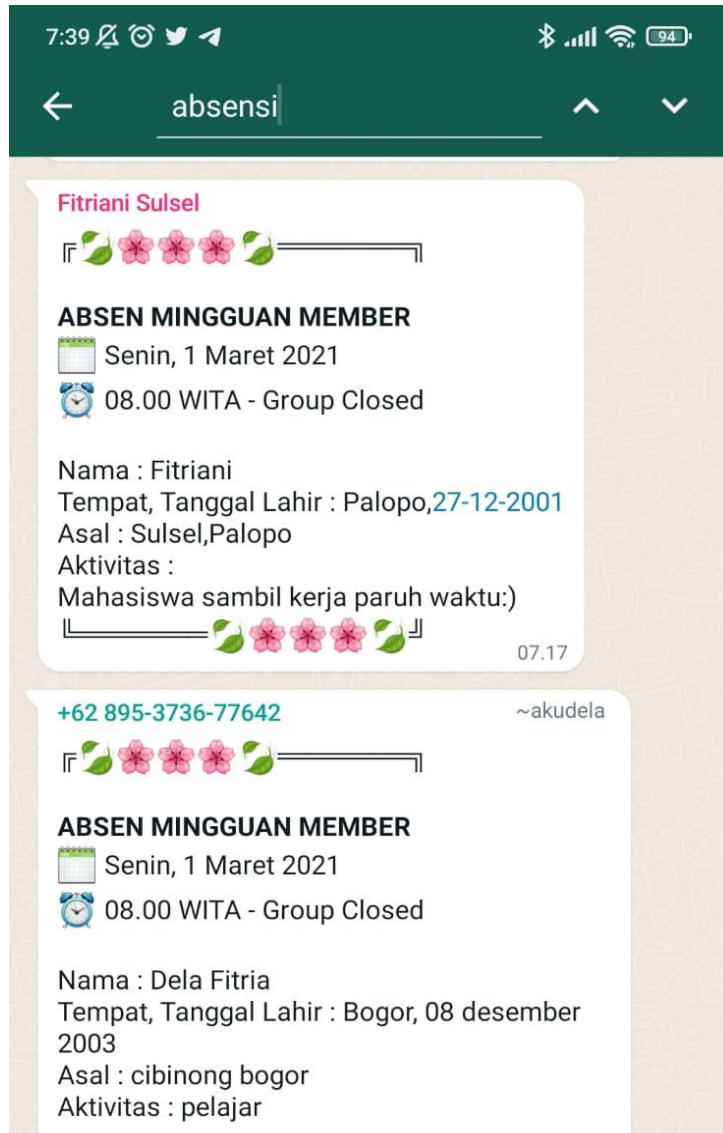 7:39
94
absensi
Fitriani Sulsel
ABSEN MINGGUAN MEMBER
Senin, 1 Maret 2021
08.00 WITA - Group Closed
Nama : Fitriani
Tempat, Tanggal Lahir : Palopo,27-12-2001
Asal : Sulsel,Palopo
Aktivitas :
Mahasiswa sambil kerja paruh waktu:)
07.17
+62 895-3736-77642 ~akudela
ABSEN MINGGUAN MEMBER
Senin, 1 Maret 2021
08.00 WITA - Group Closed
Nama : Dela Fitria
Tempat, Tanggal Lahir : Bogor, 08 desember
2003
Asal : cibinong bogor
Aktivitas : pelajar